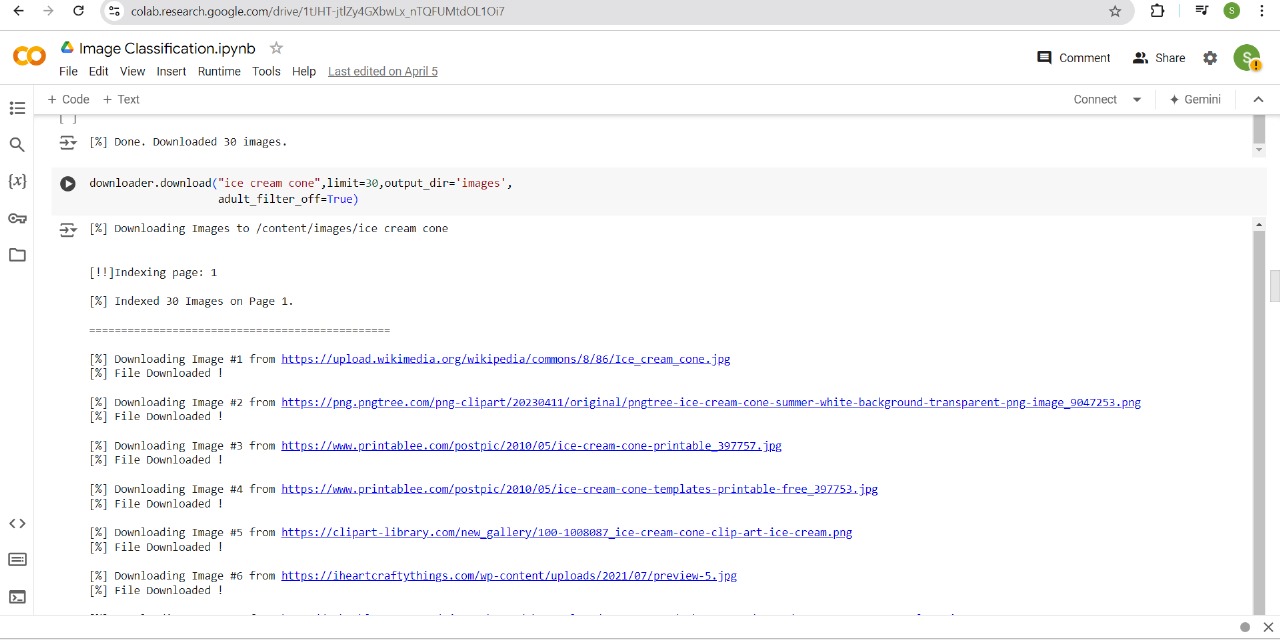 colab.research.google.com/drive/1tJHT-jtlZy4GXbwLx_nTQFUMtdOL1Oi7
S
Image Classification.ipynb
Comment
Share
S
File Edit View Insert Runtime Tools Help Last edited on April 5
+ Code + Text
Connect
Gemini
[ ]
[%] Done. Downloaded 30 images.
downloader.download("ice cream cone",limit=30,output_dir='images',
adult_filter_off=True)
[%] Downloading Images to /content/images/ice cream cone
[!!]Indexing page: 1
[%] Indexed 30 Images on Page 1.
===============================================
[%] Downloading Image #1 from https://upload.wikimedia.org/wikipedia/commons/8/86/Ice_cream_cone.jpg
[%] File Downloaded !
[%] Downloading Image #2 from https://png.pngtree.com/png-clipart/20230411/original/pngtree-ice-cream-cone-summer-white-background-transparent-png-image_9047253.png
[%] File Downloaded !
[%] Downloading Image #3 from https://www.printablee.com/postpic/2010/05/ice-cream-cone-printable_397757.jpg
[%] File Downloaded !
[%] Downloading Image #4 from https://www.printablee.com/postpic/2010/05/ice-cream-cone-templates-printable-free_397753.jpg
[%] File Downloaded !
[%] Downloading Image #5 from https://clipart-library.com/new_gallery/100-1008087_ice-cream-cone-clip-art-ice-cream.png
[%] File Downloaded !
[%] Downloading Image #6 from https://iheartcraftythings.com/wp-content/uploads/2021/07/preview-5.jpg
[%] File Downloaded !